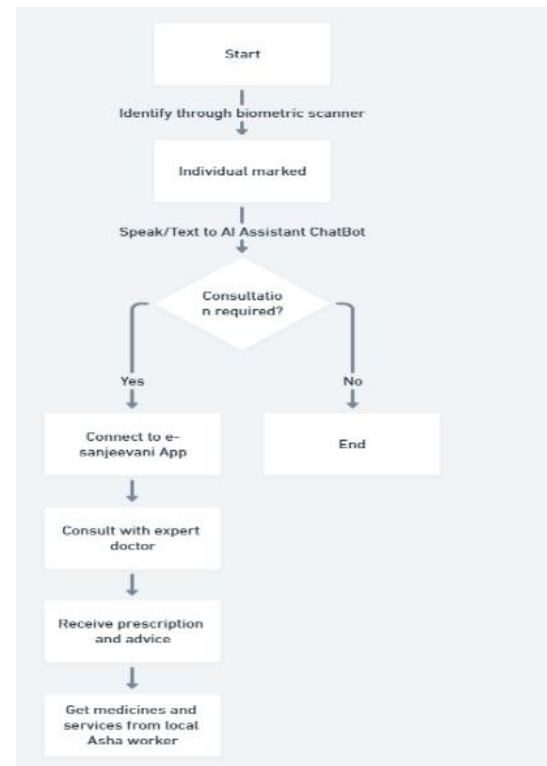 Start
Identify through biometric scanner
Individual marked
Speak/Text to AI Assistant ChatBot
Consultatio
n required?
Yes
No
Connect to e-
sanjeevani App
End
Consult with expert
doctor
Receive prescription
and advice
Get medicines and
services from local
Asha worker